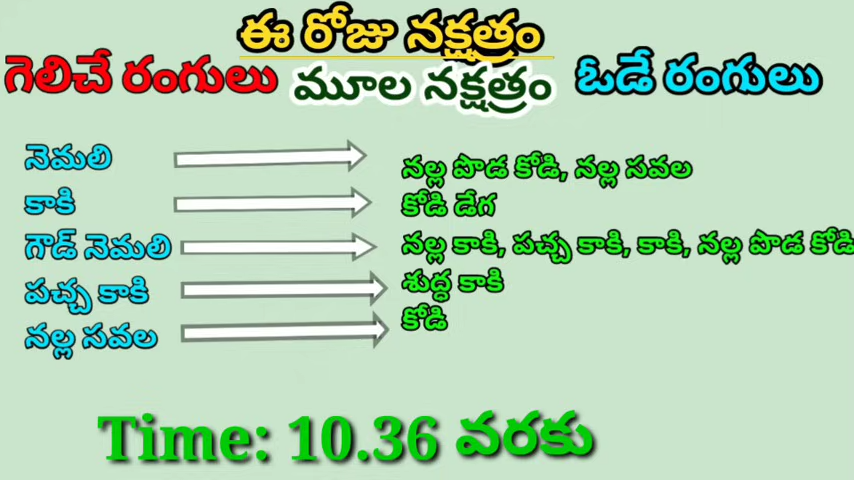 ఈ రోజు నక్షత్రం
గెలిచే రంగులు
మూల నక్షత్రం
ఓడే రంగులు
నెమలి
నల్ల పొడ కోడి, నల్ల సవల
కాకి
కోడి డేగ
గౌడ్ నెమలి
నల్ల కాకి, పచ్చ కాకి, కాకి, నల్ల పొడ కోడి
పచ్చ కాకి
శుద్ధ కాకి
నల్ల సవల
కోడి
Time: 10.36 వరకు